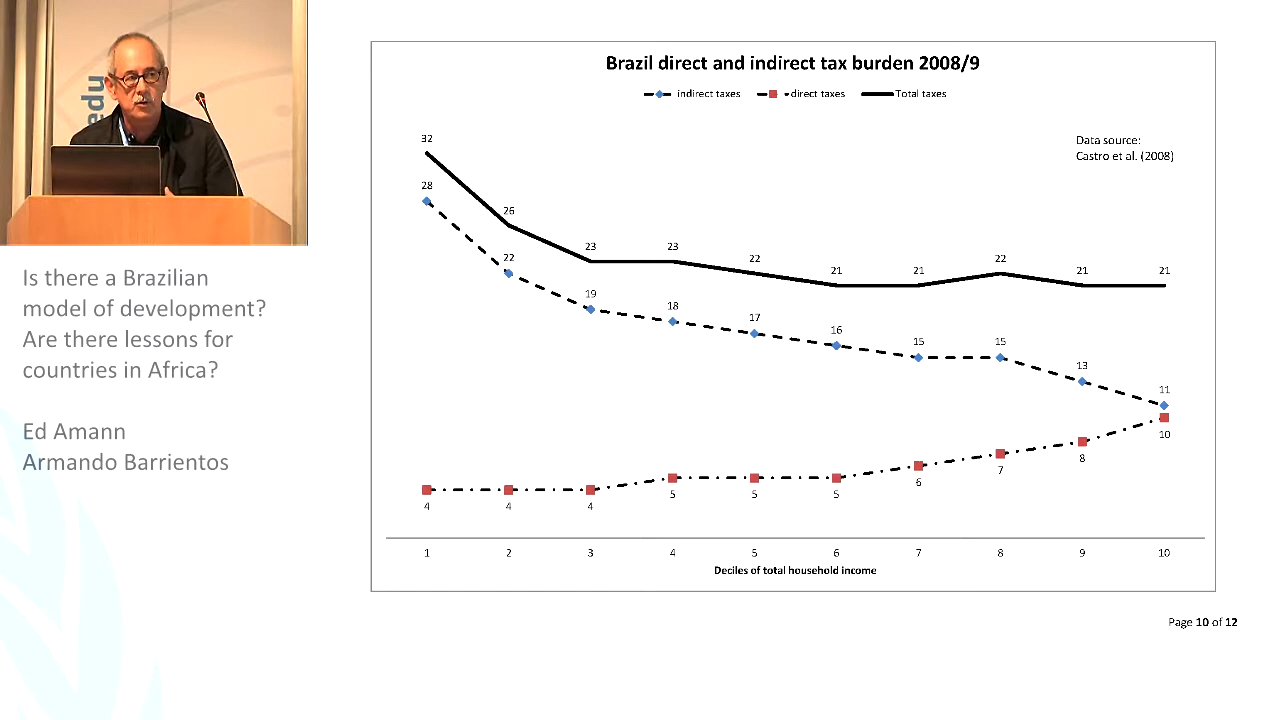 edu
Is there a Brazilian
model of development?
Are there lessons for
countries in Africa?
Ed Amann
Armando Barrientos
Brazil direct and indirect tax burden 2008/9
indirect taxes direct taxes Total taxes
Data source:
Castro et al. (2008)
32 26 23 23 22 21 21 22 21 21
28 22 19 18 17 16 15 15 13 11
4 4 4 5 5 5 6 7 8 10
1 2 3 4 5 6 7 8 9 10
Deciles of total household income
Page 10 of 12